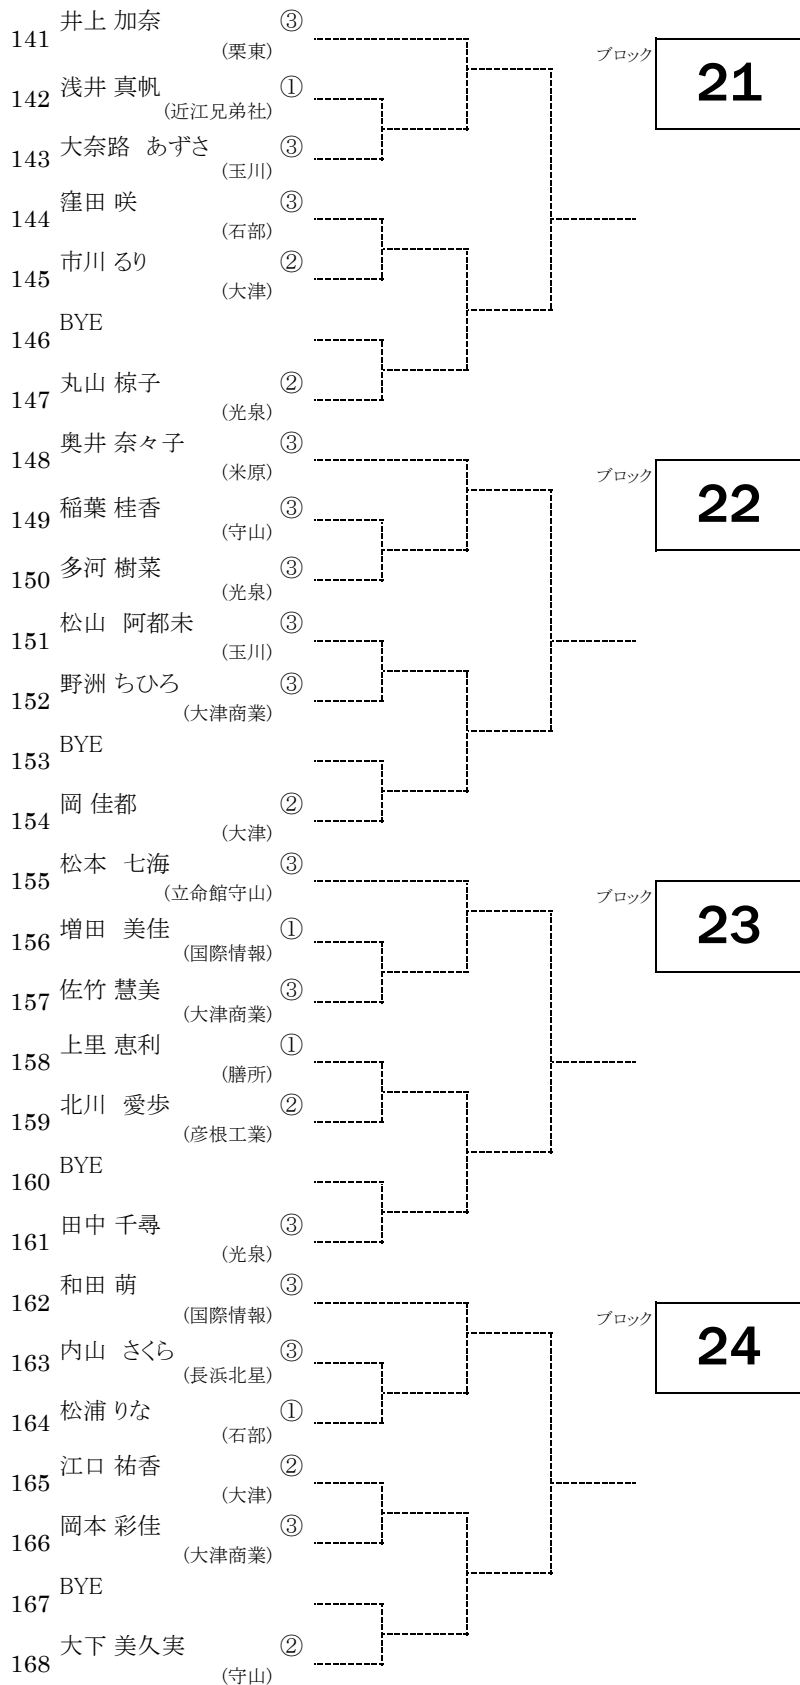 141 井上 加奈 ③
(栗東)
ブロック 21
142 浅井 真帆 ①
(近江兄弟社)
143 大奈路 あずさ ③
(玉川)
144 窪田 咲 ③
(石部)
145 市川 るり ②
(大津)
146 BYE
147 丸山 椋子 ②
(光泉)
148 奥井 奈々子 ③
(米原)
ブロック 22
149 稲葉 桂香 ③
(守山)
150 多河 樹菜 ③
(光泉)
151 松山 阿都未 ③
(玉川)
152 野洲 ちひろ ③
(大津商業)
153 BYE
154 岡 佳都 ②
(大津)
155 松本 七海 ③
(立命館守山)
ブロック 23
156 増田 美佳 ①
(国際情報)
157 佐竹 慧美 ③
(大津商業)
158 上里 恵利 ①
(膳所)
159 北川 愛歩 ②
(彦根工業)
160 BYE
161 田中 千尋 ③
(光泉)
162 和田 萌 ③
(国際情報)
ブロック 24
163 内山 さくら ③
(長浜北星)
164 松浦 りな ①
(石部)
165 江口 祐香 ②
(大津)
166 岡本 彩佳 ③
(大津商業)
167 BYE
168 大下 美久実 ②
(守山)